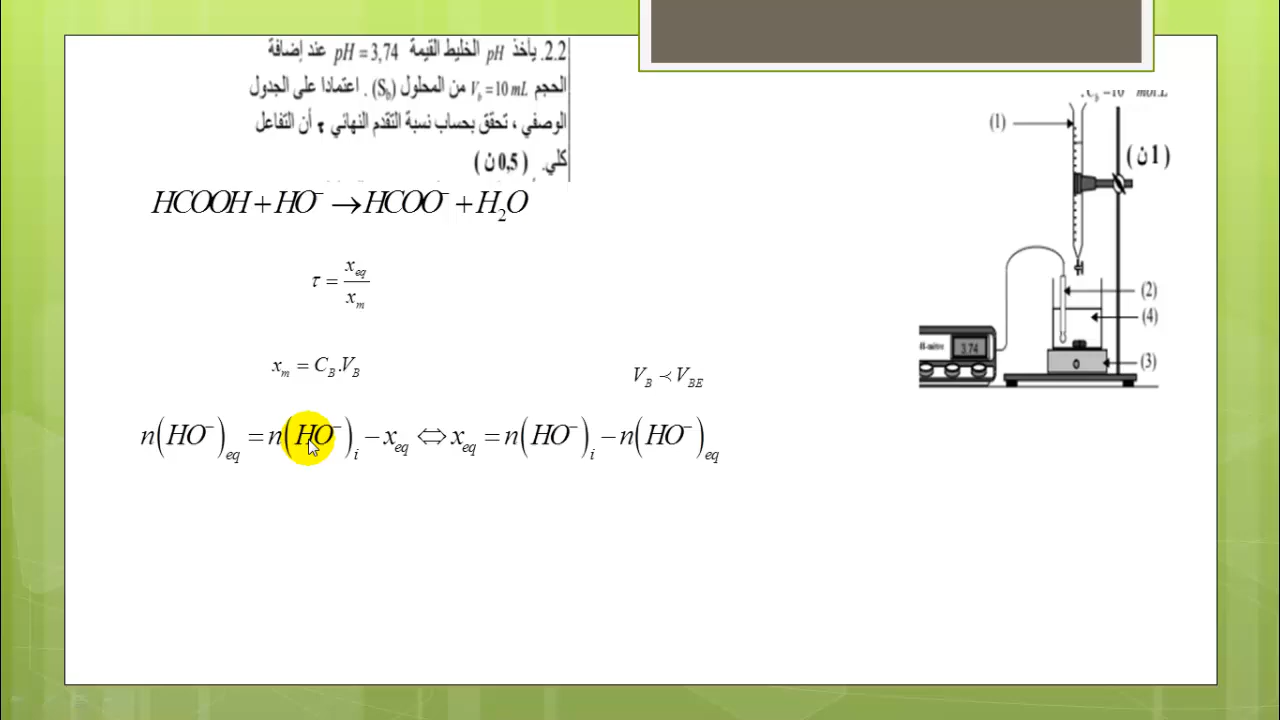 2.2. يأخذ pH الخليط القيمة pH = 3,74 عند إضافة
الحجم V_b = 10 mL من المحلول (S_b) . اعتمادا على الجدول
الوصفي ، تحقق بحساب نسبة التقدم النهائي τ أن التفاعل
كلي. (0,5 ن)
HCOOH + HO⁻ → HCOO⁻ + H₂O
τ = x_eq / x_m
x_m = C_B.V_B
V_B ≺ V_BE
n(HO⁻)_eq = n(HO⁻)_i − x_eq ⇔ x_eq = n(HO⁻)_i − n(HO⁻)_eq
(1)
(1 ن)
(2)
(4)
(3)
3.74